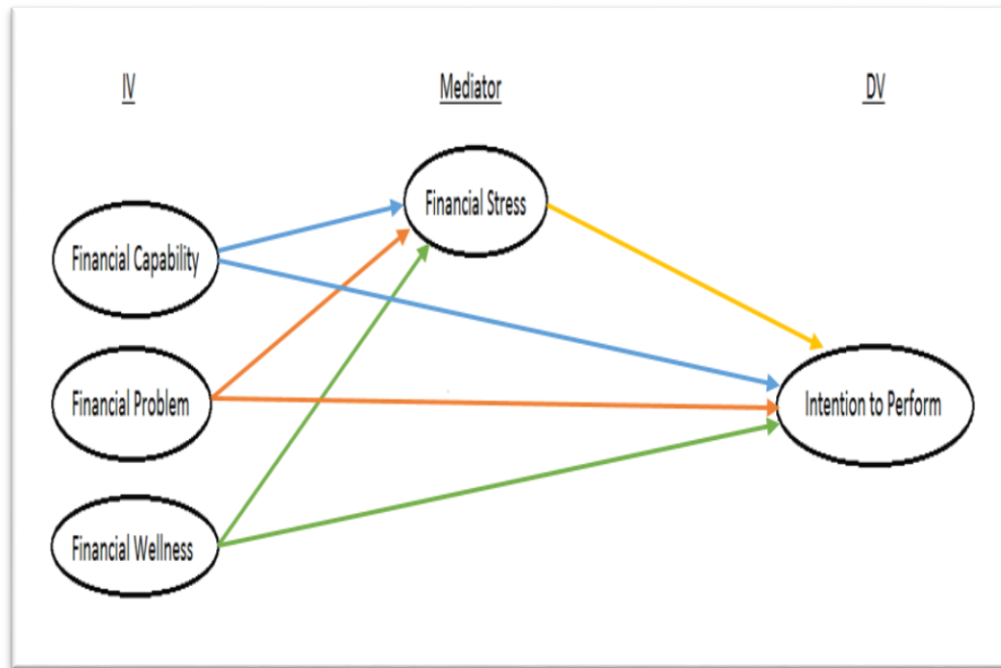 IV
Mediator
DV
Financial Stress
Financial Capability
Financial Problem
Intention to Perform
Financial Wellness